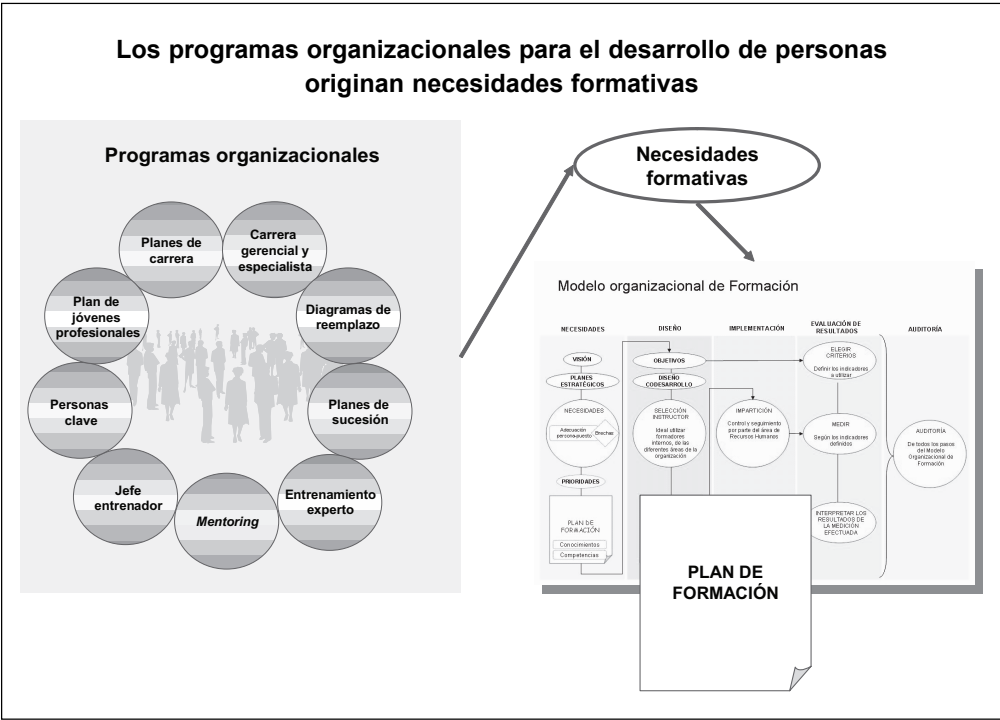 Los programas organizacionales para el desarrollo de personas
originan necesidades formativas
Programas organizacionales
Planes de
carrera
Carrera
gerencial y
especialista
Diagramas de
reemplazo
Planes de
sucesión
Entrenamiento
experto
Mentoring
Jefe
entrenador
Personas
clave
Plan de
jóvenes
profesionales
Necesidades
formativas
Modelo organizacional de Formación
NECESIDADES
VISIÓN
PLANES
ESTRATÉGICOS
NECESIDADES
Adecuación
persona-puesto
Brechas
PRIORIDADES
PLAN DE
FORMACIÓN
Conocimientos
Competencias
DISEÑO
OBJETIVOS
DISEÑO
CODESARROLLO
SELECCIÓN
INSTRUCTOR
Ideal utilizar
formadores
internos, de las
diferentes áreas de la
organización
IMPLEMENTACIÓN
IMPARTICIÓN
Control y seguimiento
por parte del área de
Recursos Humanos
EVALUACIÓN DE
RESULTADOS
ELEGIR
CRITERIOS
Definir los indicadores
a utilizar
MEDIR
Según los indicadores
definidos
INTERPRETAR LOS
RESULTADOS DE
LA MEDICIÓN
EFECTUADA
AUDITORÍA
AUDITORÍA
De todos los pasos
del Modelo
Organizacional de
Formación
PLAN DE
FORMACIÓN